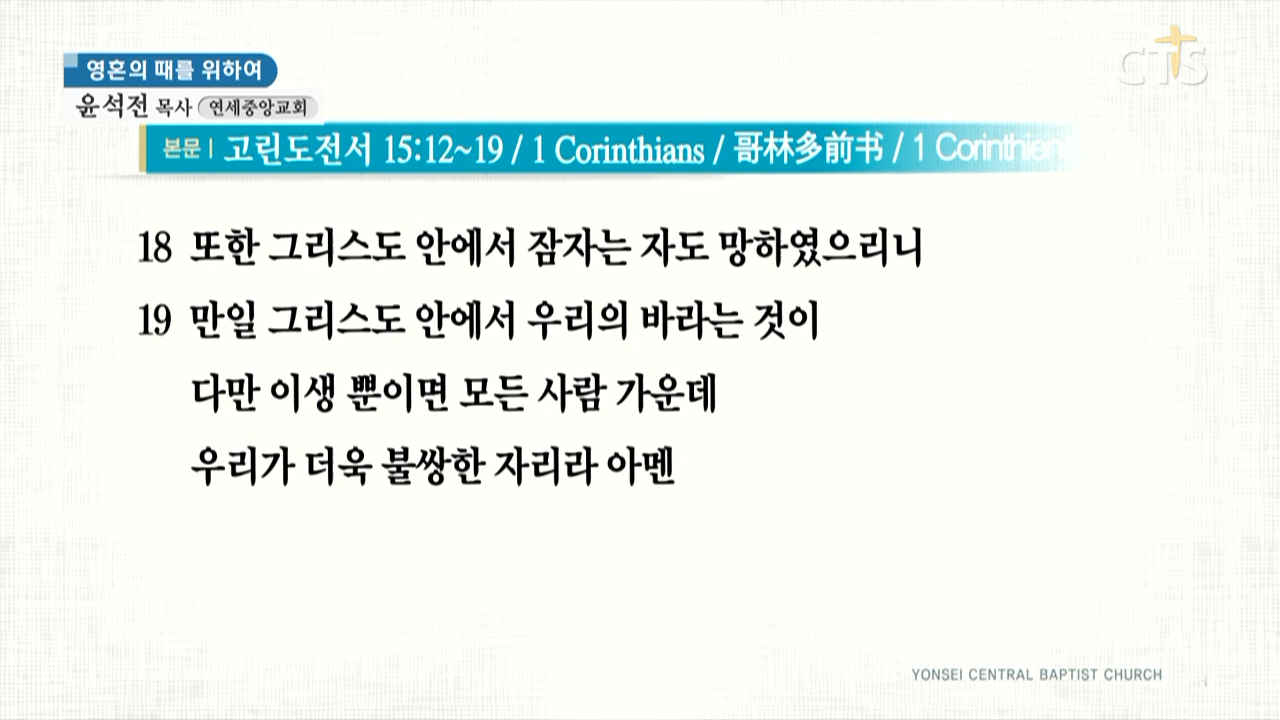 영혼의 때를 위하여
CTS
윤석전 목사 연세중앙교회
본문 | 고린도전서 15:12~19 / 1 Corinthians / 哥林多前书 / 1 Corinthiens
18 또한 그리스도 안에서 잠자는 자도 망하였으리니
19 만일 그리스도 안에서 우리의 바라는 것이
다만 이생 뿐이면 모든 사람 가운데
우리가 더욱 불쌍한 자리라 아멘
YONSEI CENTRAL BAPTIST CHURCH